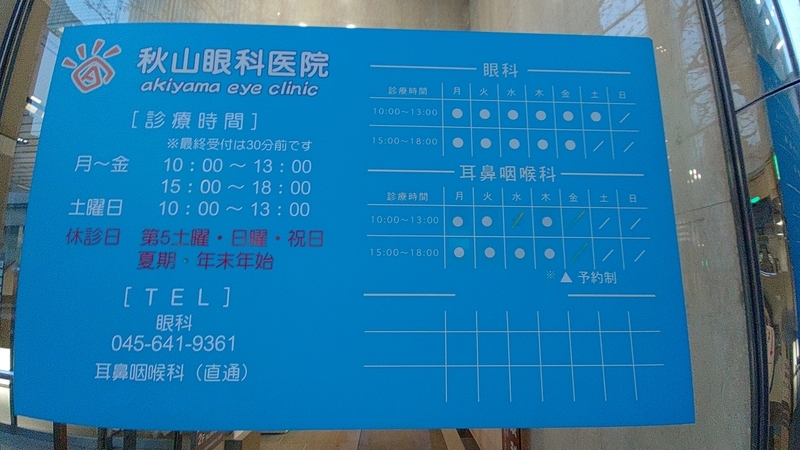 秋山眼科医院
akiyama eye clinic
[診療時間]
※最終受付は30分前です
月～金 10：00～13：00
15：00～18：00
土曜日 10：00～13：00
休診日 第5土曜・日曜・祝日
夏期・年末年始
[TEL]
眼科
045-641-9361
耳鼻咽喉科（直通）
眼科
診療時間 月 火 水 木 金 土 日
10:00～13:00 ● ● ● ● ● ● ／
15:00～18:00 ● ● ● ● ● ／ ／
耳鼻咽喉科
診療時間 月 火 水 木 金 土 日
10:00～13:00 ● ● ／ ● ／ ／ ／
15:00～18:00 ● ● ● ● ／ ／ ／
※ ▲ 予約制